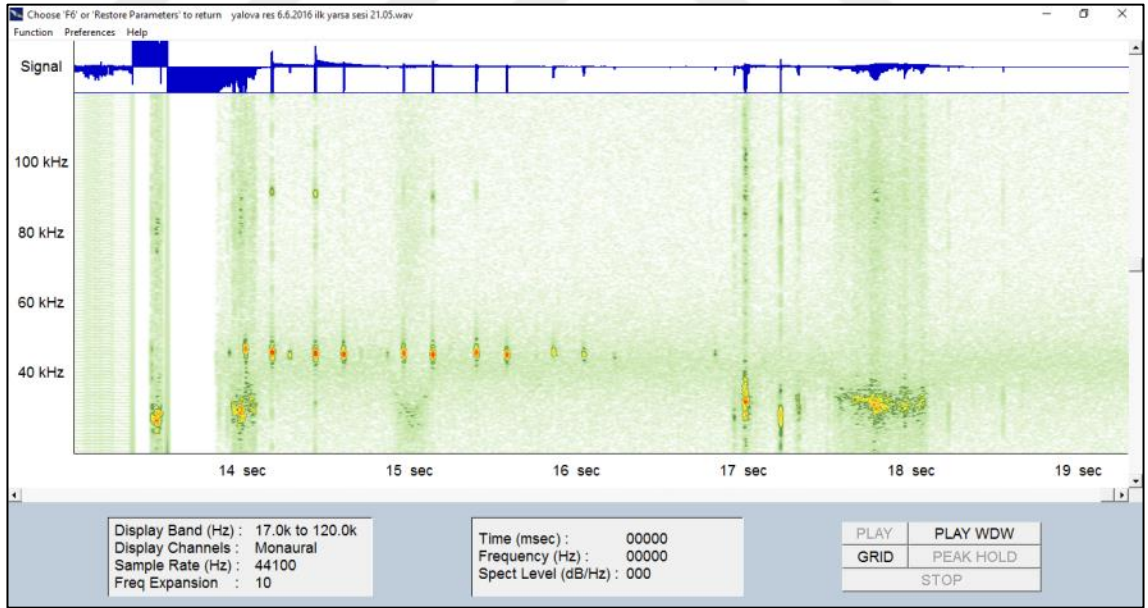 Choose 'F6' or 'Restore Parameters' to return yalova res 6.6.2016 ilk yarsa sesi 21.05.wav
Function Preferences Help
Signal
100 kHz
80 kHz
60 kHz
40 kHz
14 sec 15 sec 16 sec 17 sec 18 sec 19 sec
Display Band (Hz) : 17.0k to 120.0k
Display Channels : Monaural
Sample Rate (Hz) : 44100
Freq Expansion : 10
Time (msec) : 00000
Frequency (Hz) : 00000
Spect Level (dB/Hz) : 000
PLAY PLAY WDW
GRID PEAK HOLD
STOP